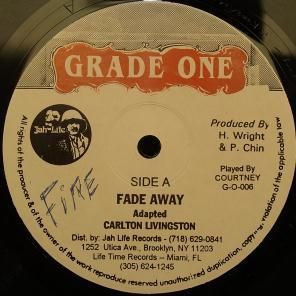 GRADE ONE
Jah-Life
Produced By
H. Wright
& P. Chin
Played By
COURTNEY
G-O-006
SIDE A
FADE AWAY
Adapted
CARLTON LIVINGSTON
Dist. by: Jah Life Records - (718) 629-0841
1252 Utica Ave., Brooklyn, NY 11203
Life Time Records – Miami, FL
(305) 624-1245
FIRE
All rights of the producer & of the owner of the work reproduced reserved unauthorized copying violation of the applicable